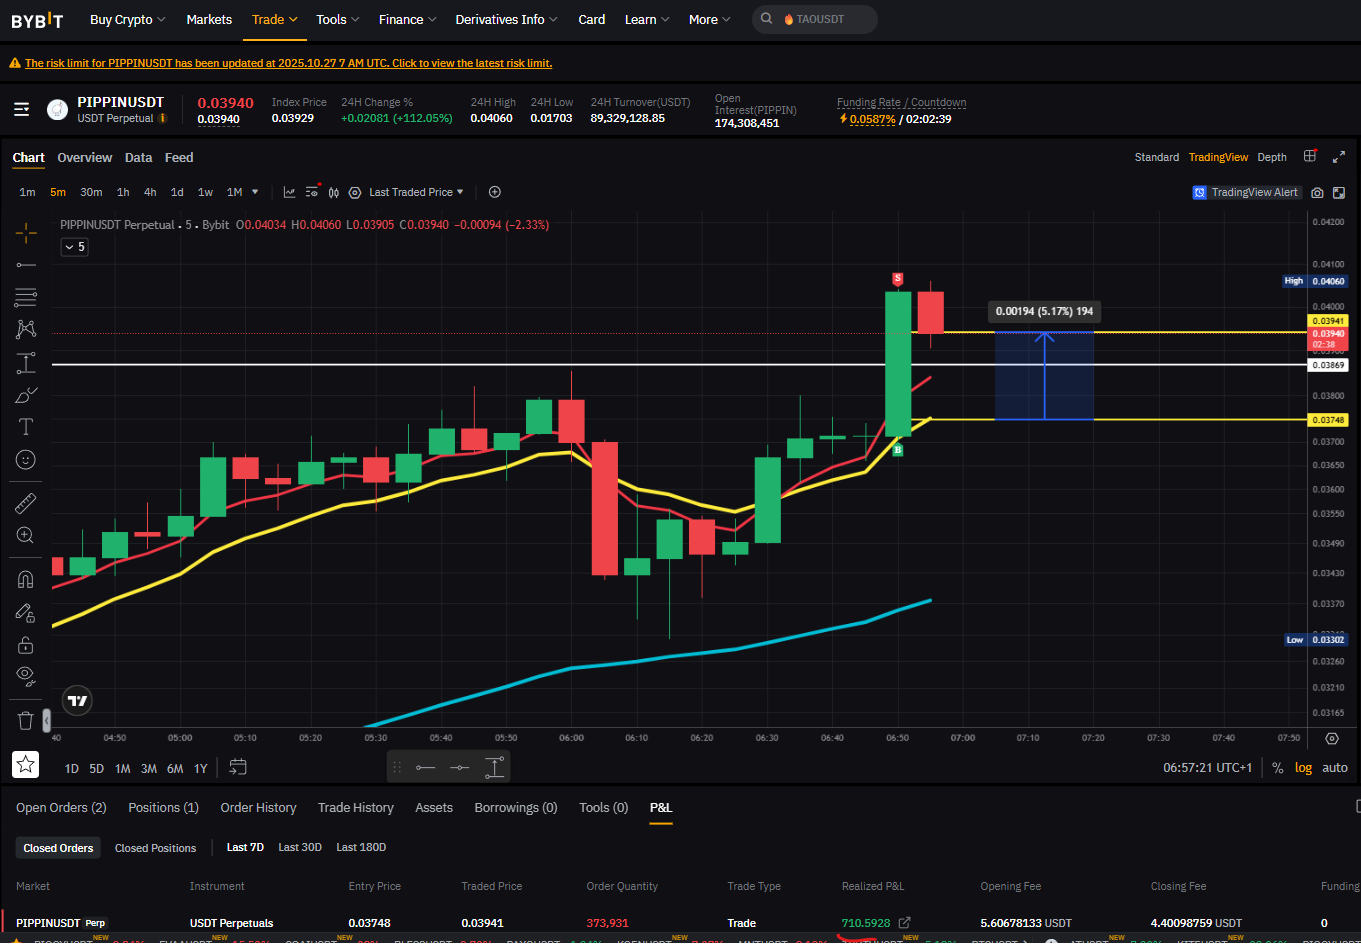 BYBIT Buy Crypto Markets Trade Tools Finance Derivatives Info Card Learn More TAOUSDT
The risk limit for PIPPINUSDT has been updated at 2025.10.27 7 AM UTC. Click to view the latest risk limit.
PIPPINUSDT 0.03940 Index Price 24H Change % 24H High 24H Low 24H Turnover(USDT) Open Interest(PIPPIN) Funding Rate / Countdown
USDT Perpetual 0.03940 0.03929 +0.02081 (+112.05%) 0.04060 0.01703 89,329,128.85 174,308,451 0.0587% / 02:02:39
Chart Overview Data Feed Standard TradingView Depth
1m 5m 30m 1h 4h 1d 1w 1M Last Traded Price TradingView Alert
PIPPINUSDT Perpetual • 5 • Bybit O0.04034 H0.04060 L0.03905 C0.03940 −0.00094 (−2.33%) 0.04200
5
0.04100
S
High 0.04060
0.04000
0.00194 (5.17%) 194
0.03941
0.03940
02:38
0.03869
0.03800
0.03748
0.03700
B
0.03650
0.03600
0.03550
0.03490
0.03430
0.03370
Low 0.03302
0.03260
0.03210
0.03165
40 04:50 05:00 05:10 05:20 05:30 05:40 05:50 06:00 06:10 06:20 06:30 06:40 06:50 07:00 07:10 07:20 07:30 07:40 07:50
1D 5D 1M 3M 6M 1Y 06:57:21 UTC+1 % log auto
Open Orders (2) Positions (1) Order History Trade History Assets Borrowings (0) Tools (0) P&L
Closed Orders Closed Positions Last 7D Last 30D Last 180D
Market Instrument Entry Price Traded Price Order Quantity Trade Type Realized P&L Opening Fee Closing Fee Funding
PIPPINUSDT Perp USDT Perpetuals 0.03748 0.03941 373,931 Trade 710.5928 5.60678133 USDT 4.40098759 USDT 0
NEW NEW NEW NEW NEW NEW NEW